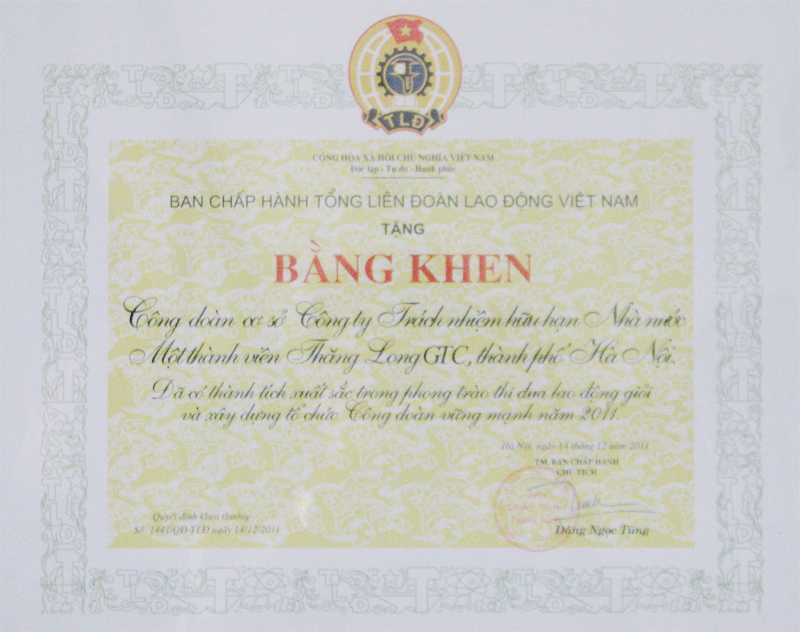 TLĐ
CỘNG HÒA XÃ HỘI CHỦ NGHĨA VIỆT NAM
Độc lập - Tự do - Hạnh phúc
BAN CHẤP HÀNH TỔNG LIÊN ĐOÀN LAO ĐỘNG VIỆT NAM
TẶNG
BẰNG KHEN
Công đoàn cơ sở Công ty Trách nhiệm hữu hạn Nhà nước
Một thành viên Thăng Long GTC, thành phố Hà Nội.
Đã có thành tích xuất sắc trong phong trào thi đua lao động giỏi
và xây dựng tổ chức Công đoàn vững mạnh năm 2011.
Hà Nội, ngày 14 tháng 12 năm 2011
TM. BAN CHẤP HÀNH
CHỦ TỊCH
Quyết định khen thưởng
Số: 1441/QĐ-TLĐ ngày 14/12/2011
Đặng Ngọc Tùng